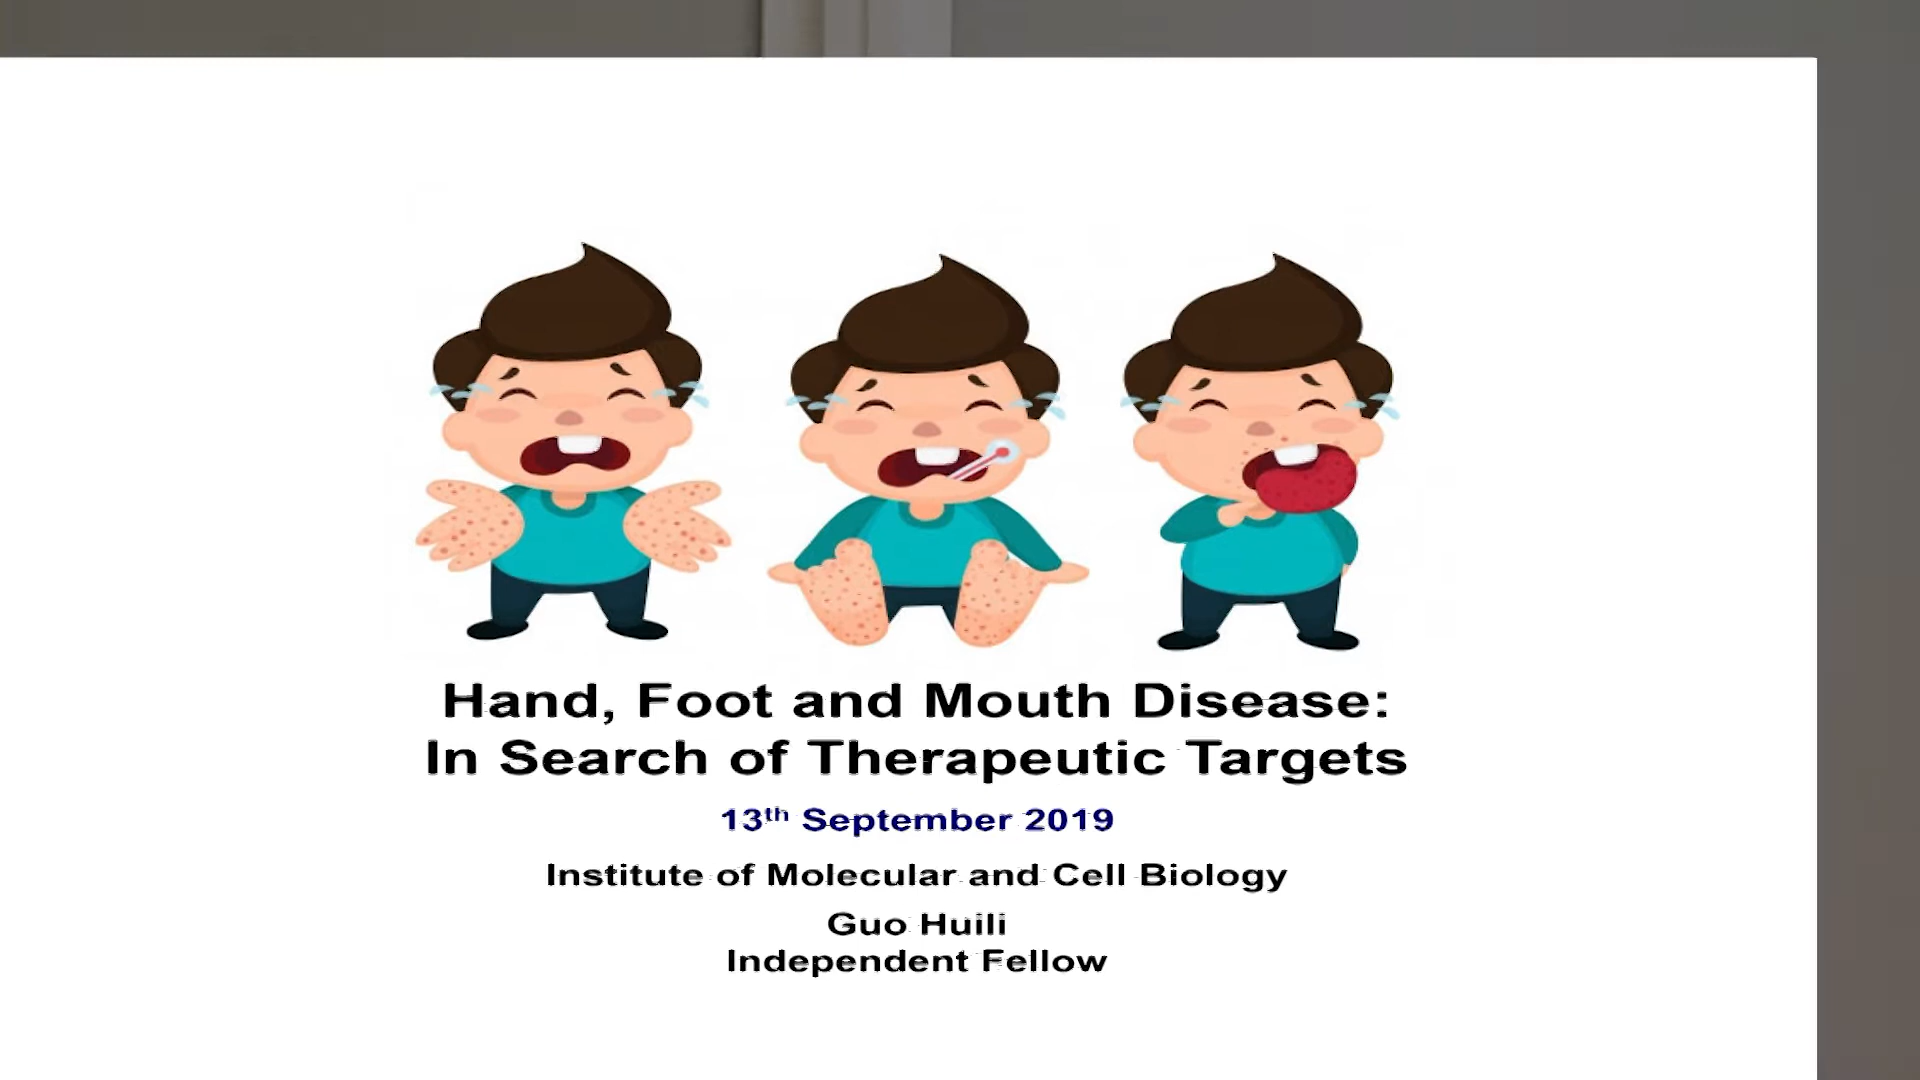 Hand, Foot and Mouth Disease:
In Search of Therapeutic Targets
13th September 2019
Institute of Molecular and Cell Biology
Guo Huili
Independent Fellow